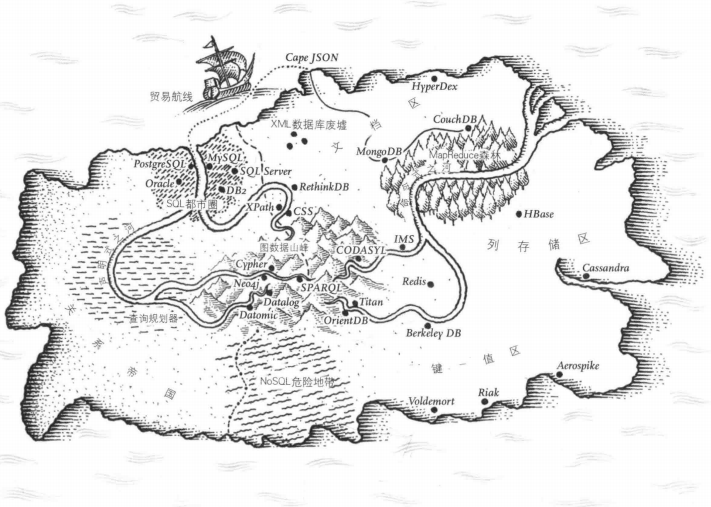 Cape JSON
贸易航线
HyperDex
XML数据库废墟
文档区
CouchDB
MongoDB
MapReduce森林
PostgreSQL
MySQL
SQL Server
Oracle
DB2
RethinkDB
SQL都市圈
XPath
CSS
HBase
列存储区
图数据山峰
CODASYL
IMS
Cypher
Cassandra
Neo4j
SPARQL
Redis
Datalog
Titan
Datomic
OrientDB
查询规划器
Berkeley DB
关系帝国
键值区
NoSQL危险地带
Aerospike
Riak
Voldemort